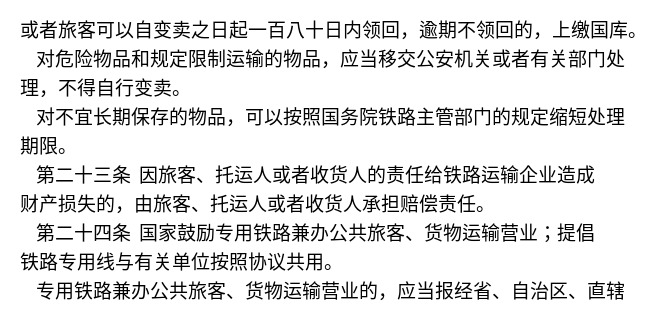 或者旅客可以自变卖之日起一百八十日内领回，逾期不领回的，上缴国库。
对危险物品和规定限制运输的物品，应当移交公安机关或者有关部门处
理，不得自行变卖。
对不宜长期保存的物品，可以按照国务院铁路主管部门的规定缩短处理
期限。
第二十三条 因旅客、托运人或者收货人的责任给铁路运输企业造成
财产损失的，由旅客、托运人或者收货人承担赔偿责任。
第二十四条 国家鼓励专用铁路兼办公共旅客、货物运输营业；提倡
铁路专用线与有关单位按照协议共用。
专用铁路兼办公共旅客、货物运输营业的，应当报经省、自治区、直辖